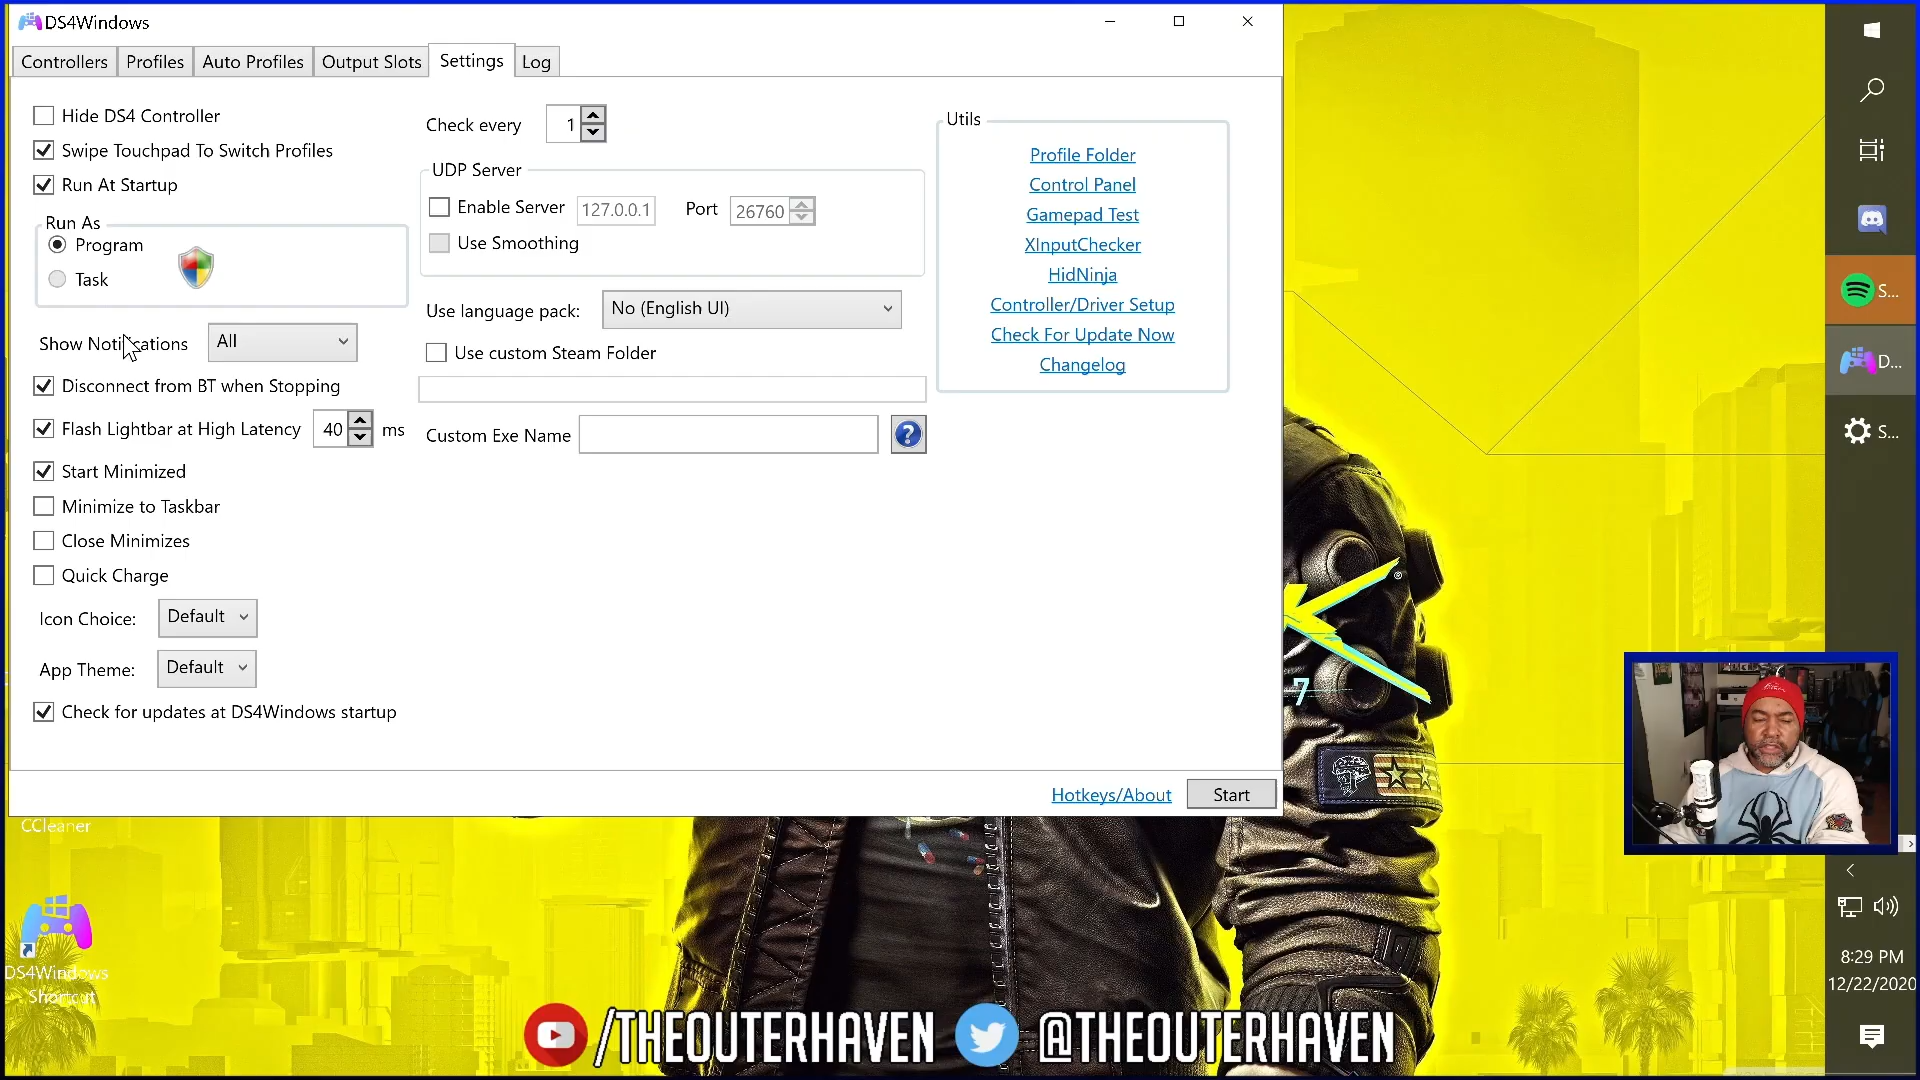 DS4Windows
Controllers
Profiles
Auto Profiles
Output Slots
Settings
Log
Hide DS4 Controller
Swipe Touchpad To Switch Profiles
Run At Startup
Run As
Program
Task
Show Notifications
All
Disconnect from BT when Stopping
Flash Lightbar at High Latency
40
ms
Start Minimized
Minimize to Taskbar
Close Minimizes
Quick Charge
Icon Choice:
Default
App Theme:
Default
Check for updates at DS4Windows startup
Check every
1
UDP Server
Enable Server
127.0.0.1
Port
26760
Use Smoothing
Use language pack:
No (English UI)
Use custom Steam Folder
Custom Exe Name
?
Utils
Profile Folder
Control Panel
Gamepad Test
XInputChecker
HidNinja
Controller/Driver Setup
Check For Update Now
Changelog
Hotkeys/About
Start
S...
D...
S...
7
CCleaner
DS4Windows
Shortcut
8:29 PM
12/22/2020
/THEOUTERHAVEN
@THEOUTERHAVEN